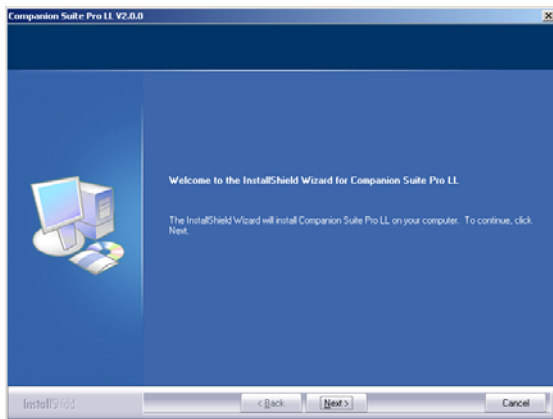 Companion Suite Pro LL V2.0.0
Welcome to the InstallShield Wizard for Companion Suite Pro LL
The InstallShield Wizard will install Companion Suite Pro LL on your computer. To continue, click
Next.
InstallShield
< Back
Next >
Cancel